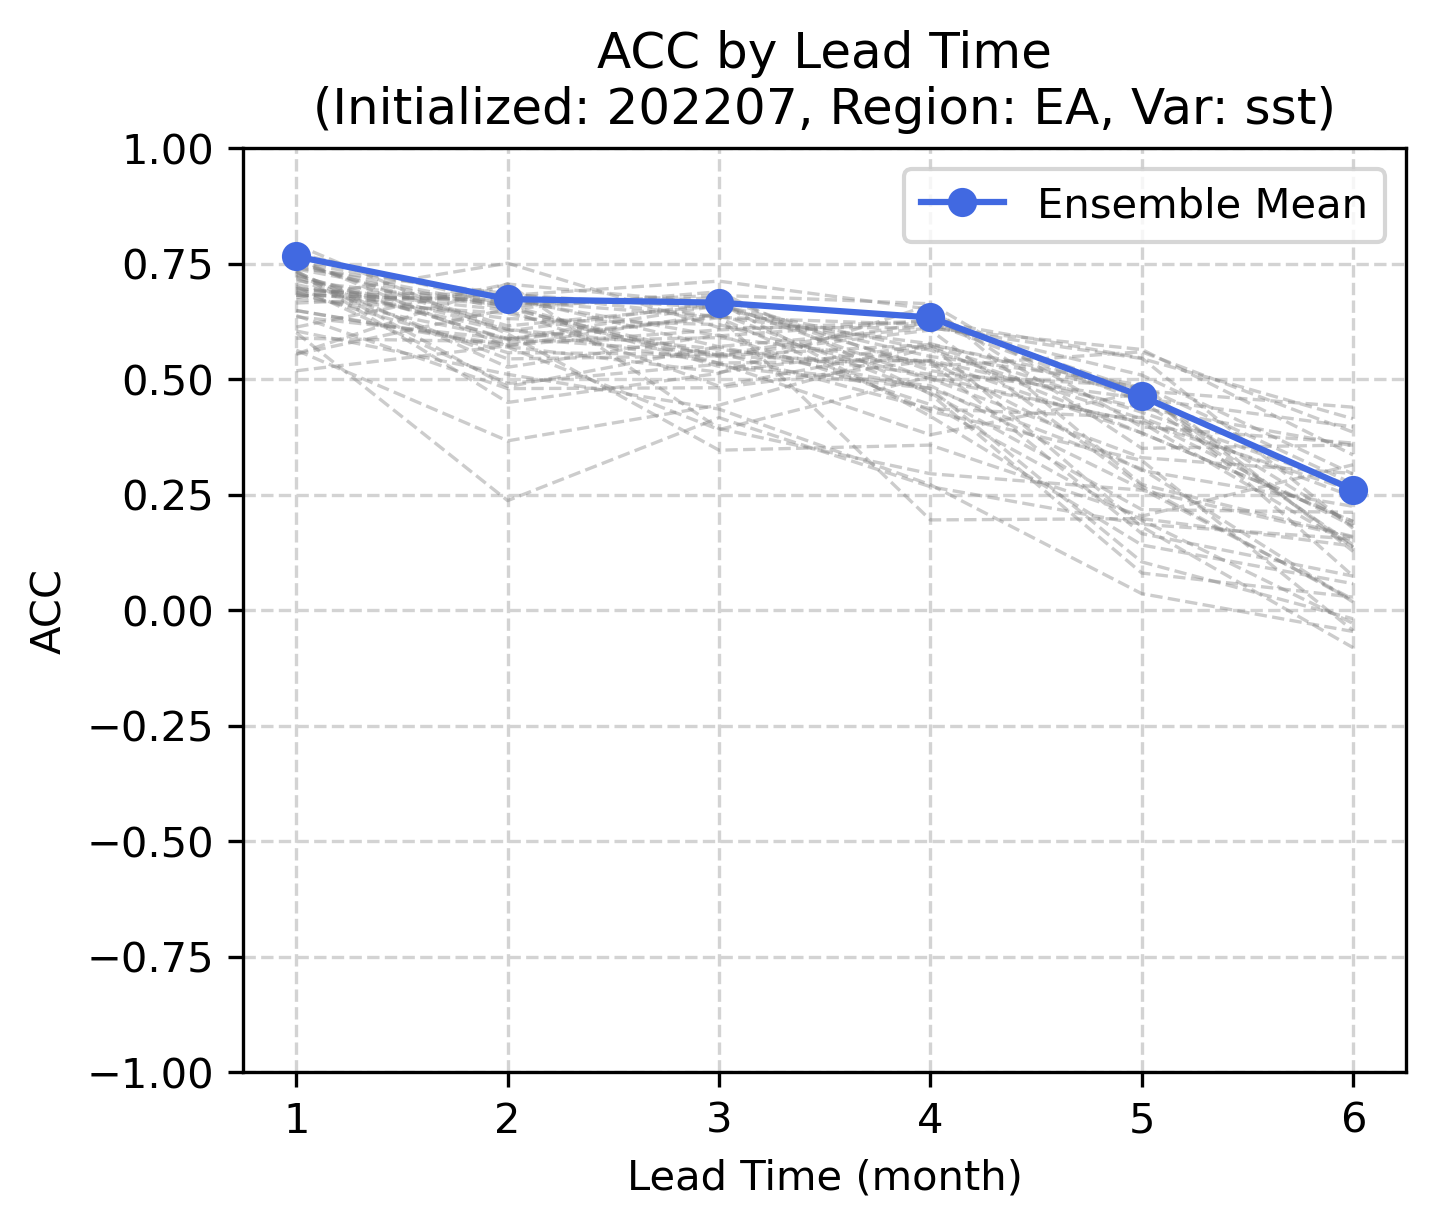 ACC by Lead Time
(Initialized: 202207, Region: EA, Var: sst)
Ensemble Mean
1.00
0.75
0.50
0.25
0.00
−0.25
−0.50
−0.75
−1.00
ACC
1 2 3 4 5 6
Lead Time (month)